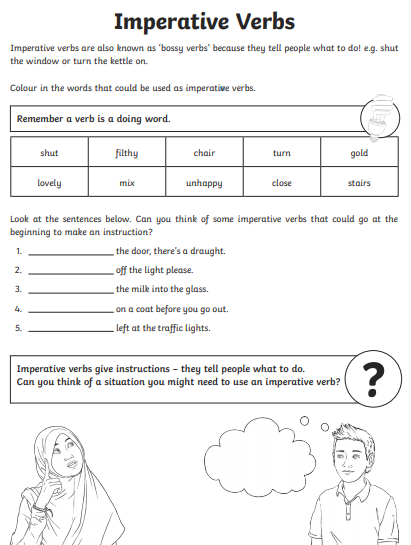 Imperative Verbs
Imperative verbs are also known as 'bossy verbs' because they tell people what to do! e.g. shut
the window or turn the kettle on.
Colour in the words that could be used as imperative verbs.
Remember a verb is a doing word.
shut filthy chair turn gold
lovely mix unhappy close stairs
Look at the sentences below. Can you think of some imperative verbs that could go at the
beginning to make an instruction?
1. _______________ the door, there's a draught.
2. _______________ off the light please.
3. _______________ the milk into the glass.
4. _______________ on a coat before you go out.
5. _______________ left at the traffic lights.
Imperative verbs give instructions – they tell people what to do.
Can you think of a situation you might need to use an imperative verb?
?